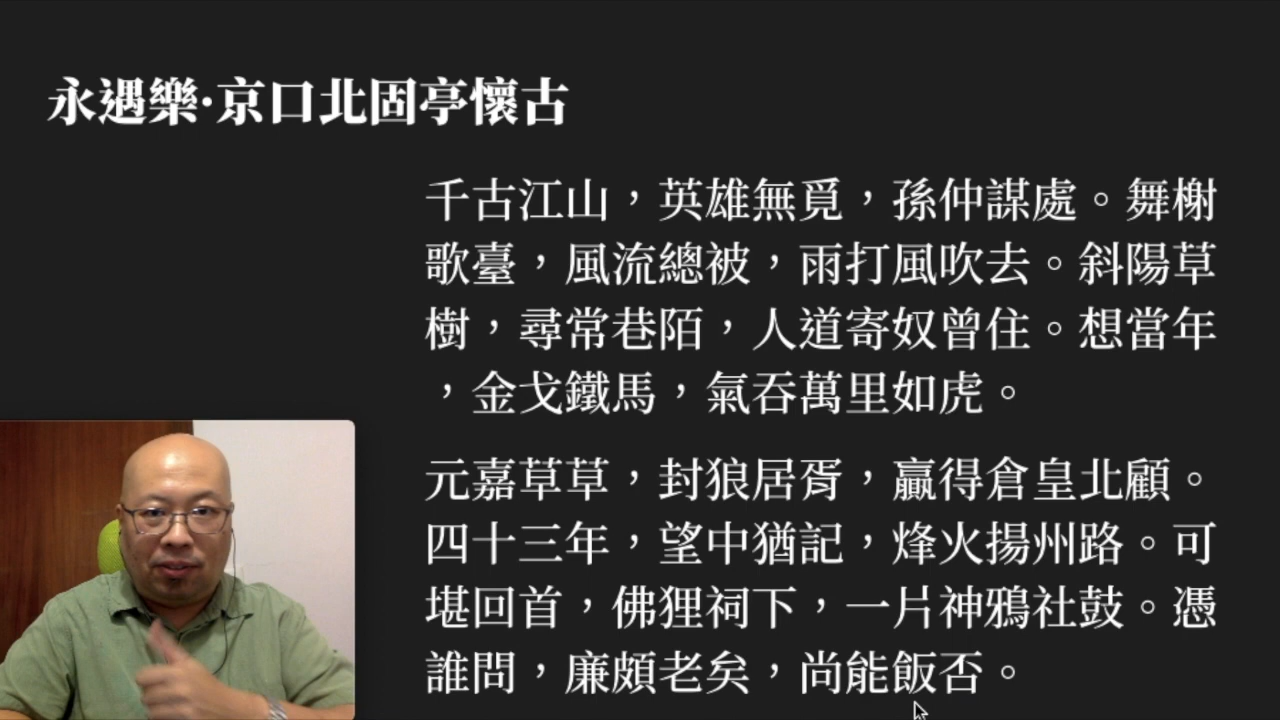 永遇樂·京口北固亭懷古
千古江山，英雄無覓，孫仲謀處。舞榭
歌臺，風流總被，雨打風吹去。斜陽草
樹，尋常巷陌，人道寄奴曾住。想當年
，金戈鐵馬，氣吞萬里如虎。
元嘉草草，封狼居胥，贏得倉皇北顧。
四十三年，望中猶記，烽火揚州路。可
堪回首，佛狸祠下，一片神鴉社鼓。憑
誰問，廉頗老矣，尚能飯否。